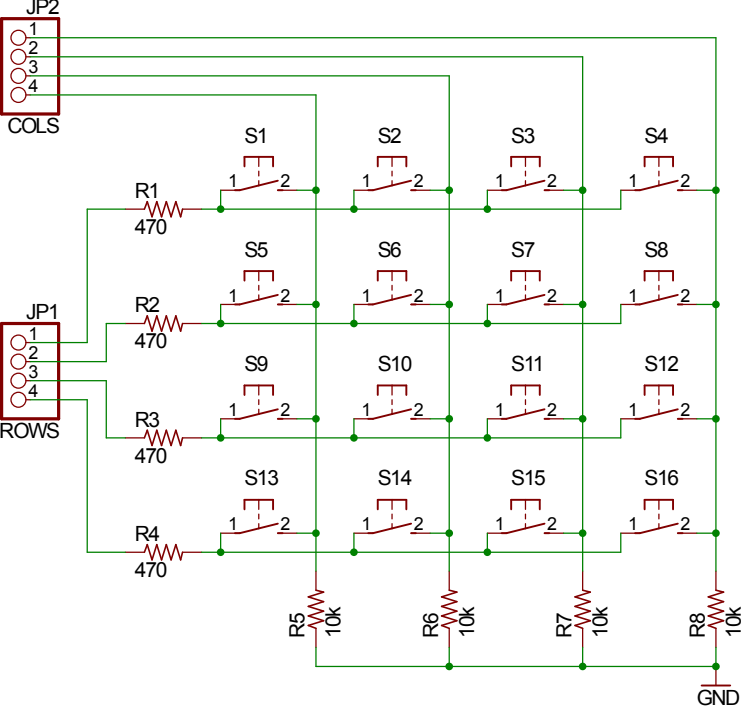 JP2
1
2
3
4
COLS
S1 S2 S3 S4
1 2 1 2 1 2 1 2
R1
470
S5 S6 S7 S8
1 2 1 2 1 2 1 2
R2
470
JP1
1
2
3
4
ROWS
S9 S10 S11 S12
1 2 1 2 1 2 1 2
R3
470
S13 S14 S15 S16
1 2 1 2 1 2 1 2
R4
470
R5 10k R6 10k R7 10k R8 10k
GND